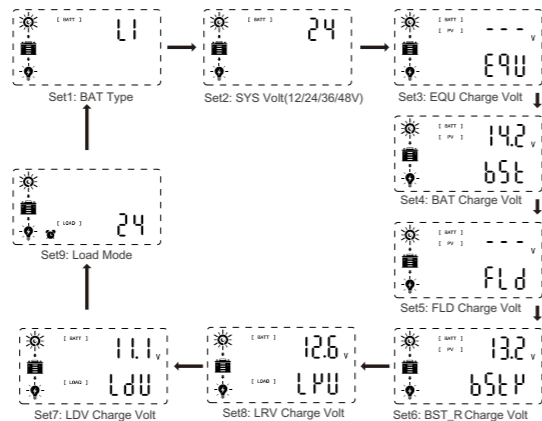 [ BATT ]
LI
Set1: BAT Type
[ BATT ]
24
Set2: SYS Volt(12/24/36/48V)
[ BATT ]
[ PV ]
--- V
EQU
Set3: EQU Charge Volt
[ BATT ]
[ PV ]
14.2 V
bSt
Set4: BAT Charge Volt
[ BATT ]
[ PV ]
--- V
FLd
Set5: FLD Charge Volt
[ BATT ]
[ PV ]
13.2 V
Set6: BST_R Charge Volt
[ BATT ]
12.6 V
[ LOAD ]
Set8: LRV Charge Volt
[ BATT ]
11.1 V
[ LOAD ]
LdU
Set7: LDV Charge Volt
[ LOAD ]
24
Set9: Load Mode